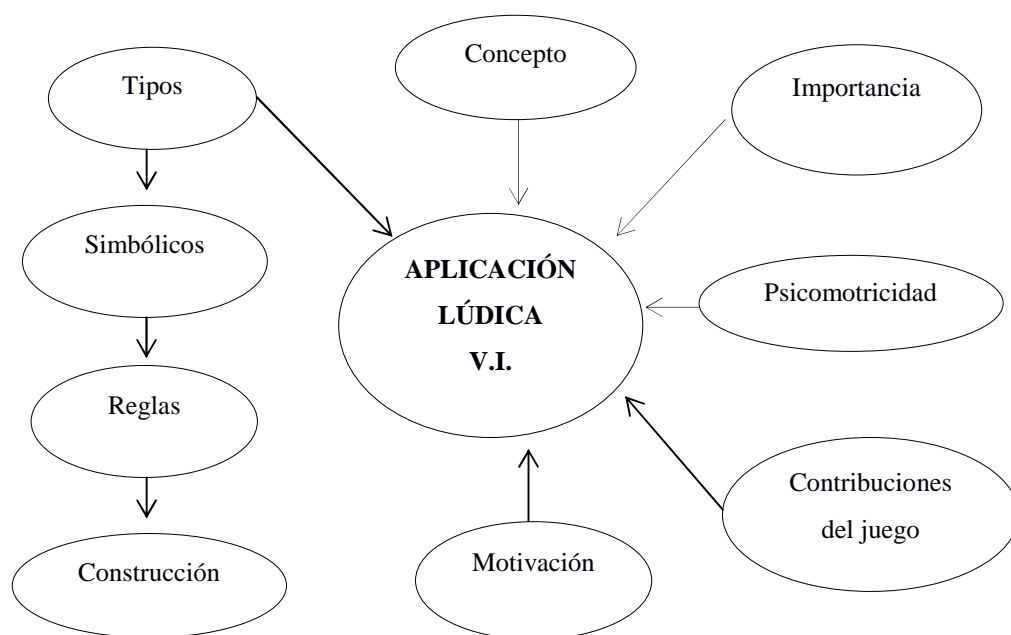 Concepto
Tipos
Importancia
Simbólicos
APLICACIÓN
LÚDICA
V.I.
Psicomotricidad
Reglas
Contribuciones
del juego
Motivación
Construcción